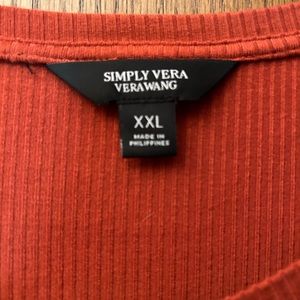 SIMPLY VERA
VERAWANG
XXL
MADE IN
PHILIPPINES